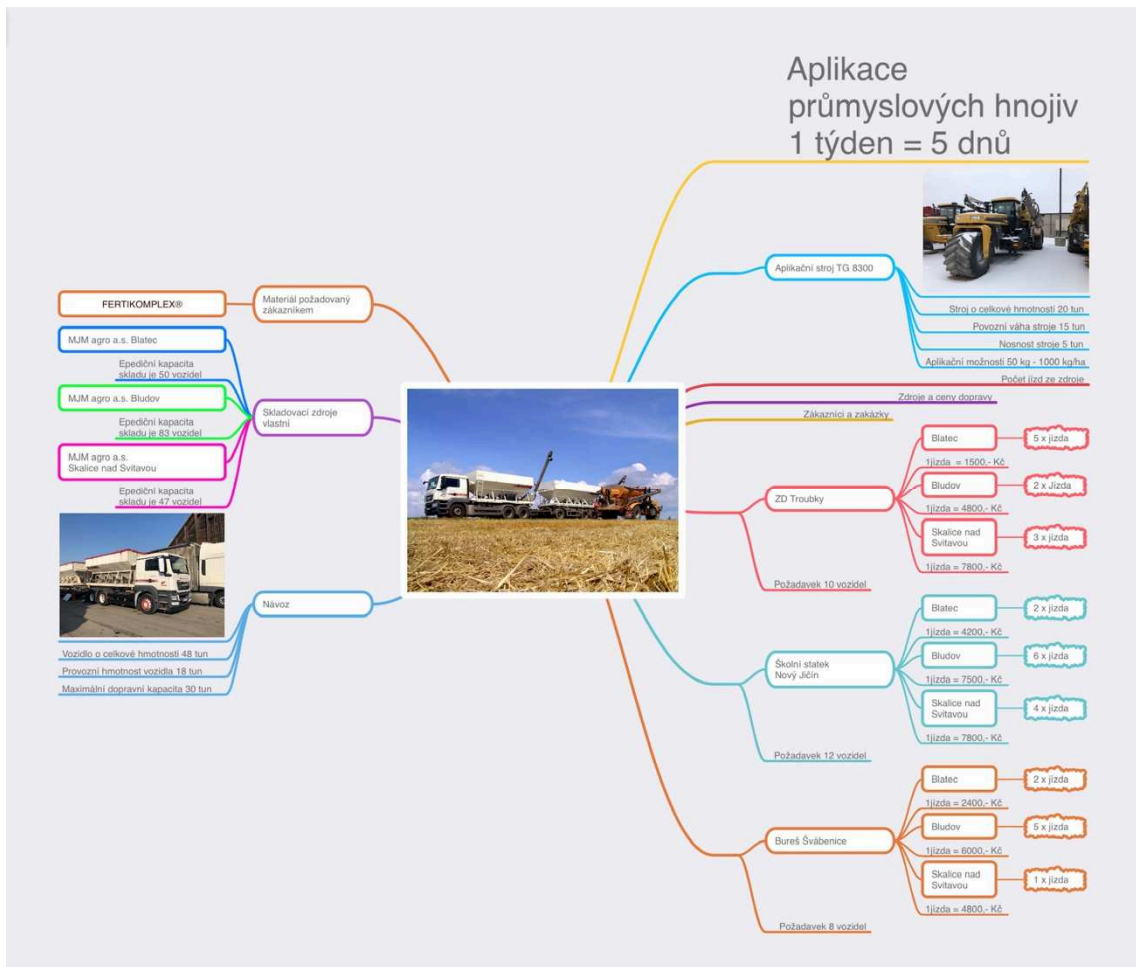 Aplikace
průmyslových hnojiv
1 týden = 5 dnů
Aplikační stroj TG 8300
Stroj o celkové hmotnosti 20 tun
Povozní váha stroje 15 tun
Nosnost stroje 5 tun
Aplikační možnosti 50 kg - 1000 kg/ha
Počet jízd ze zdroje
Zdroje a ceny dopravy
Zákazníci a zakázky
ZD Troubky
Blatec
5 x jízda
1jízda = 1500,- Kč
Bludov
2 x Jízda
1jízda = 4800,- Kč
Skalice nad
Svitavou
3 x jízda
1jízda = 7800,- Kč
Požadavek 10 vozidel
Školní statek
Nový Jičín
Blatec
2 x jízda
1jízda = 4200,- Kč
Bludov
6 x jízda
1jízda = 7500,- Kč
Skalice nad
Svitavou
4 x jízda
1jízda = 7800,- Kč
Požadavek 12 vozidel
Bureš Švábenice
Blatec
2 x jízda
1jízda = 2400,- Kč
Bludov
5 x jízda
1jízda = 6000,- Kč
Skalice nad
Svitavou
1 x jízda
1jízda = 4800,- Kč
Požadavek 8 vozidel
Materiál požadovaný
zákazníkem
FERTIKOMPLEX®
Skladovací zdroje
vlastní
MJM agro a.s. Blatec
Epediční kapacita
skladu je 50 vozidel
MJM agro a.s. Bludov
Epediční kapacita
skladu je 83 vozidel
MJM agro a.s.
Skalice nad Svitavou
Epediční kapacita
skladu je 47 vozidel
Návoz
Vozidlo o celkové hmotnosti 48 tun
Provozní hmotnost vozidla 18 tun
Maximální dopravní kapacita 30 tun